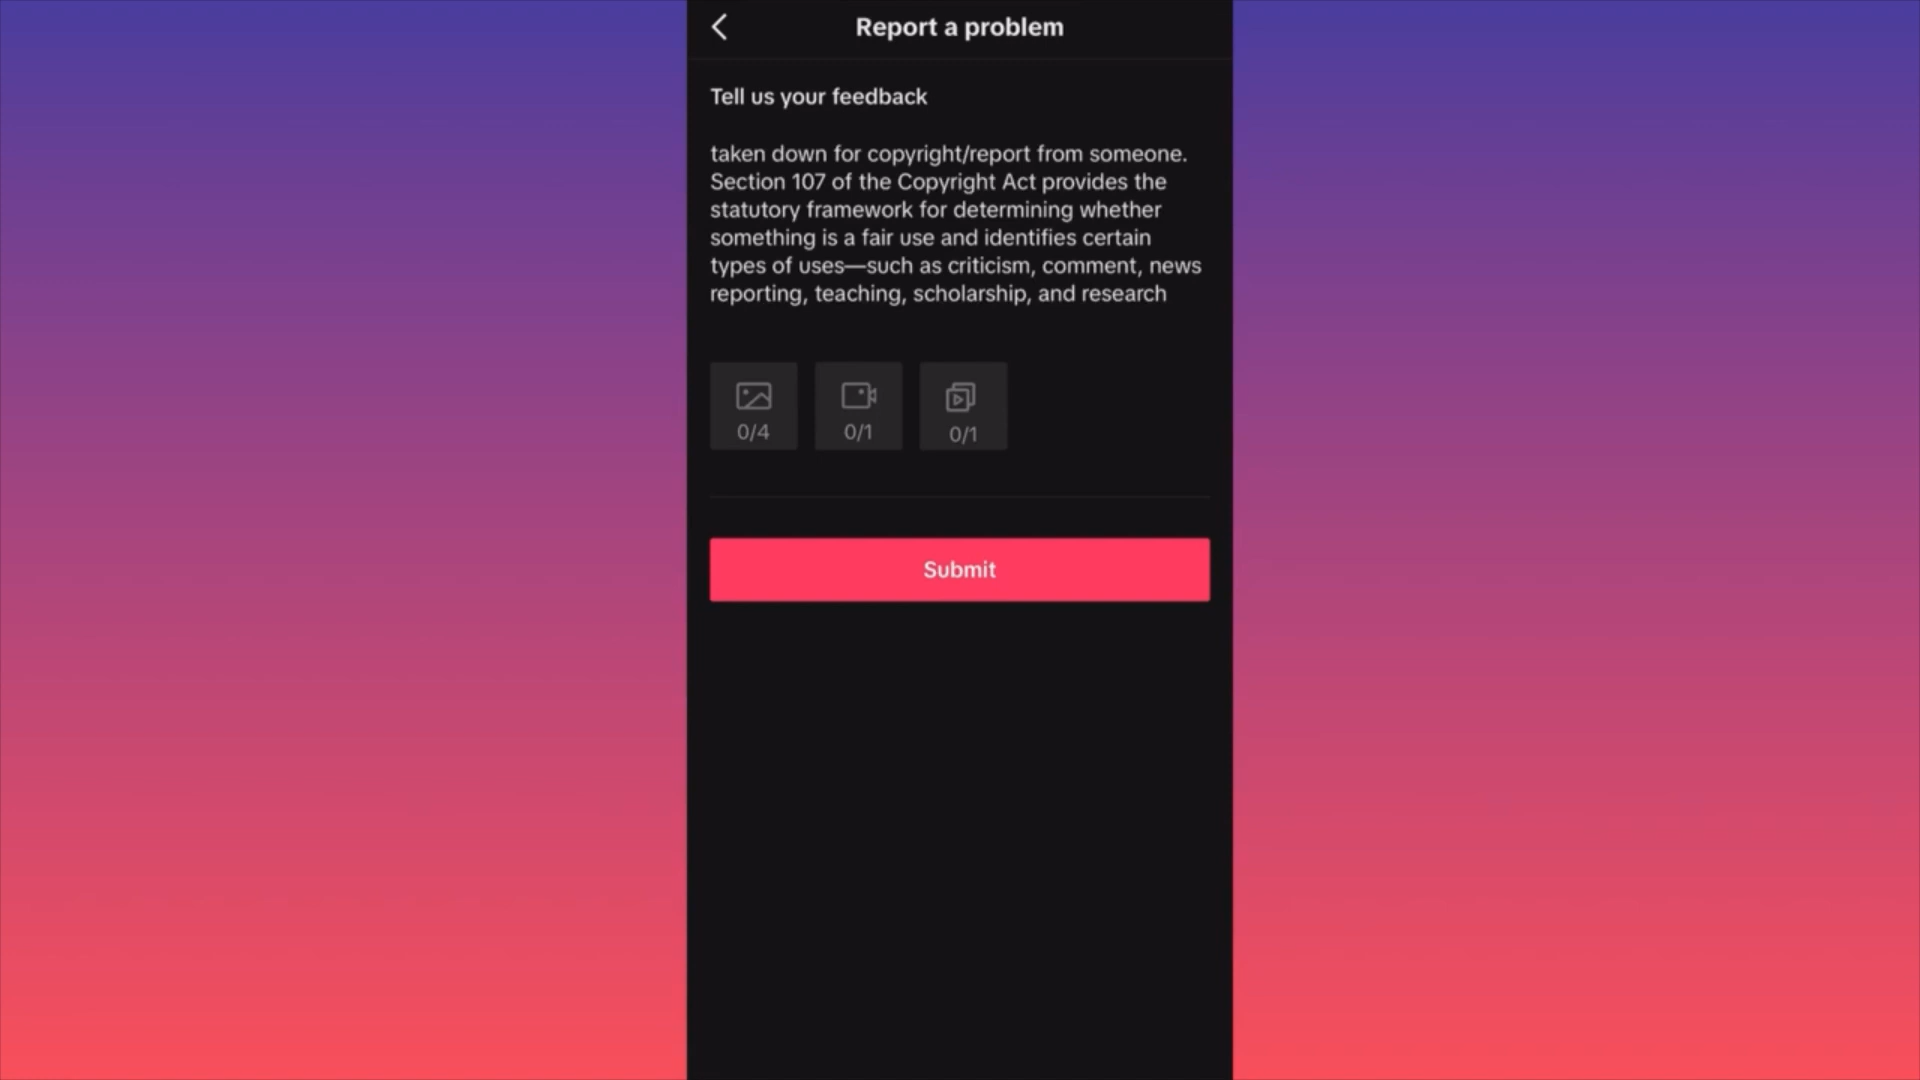 Report a problem
Tell us your feedback
taken down for copyright/report from someone.
Section 107 of the Copyright Act provides the
statutory framework for determining whether
something is a fair use and identifies certain
types of uses—such as criticism, comment, news
reporting, teaching, scholarship, and research
0/4 0/1 0/1
Submit